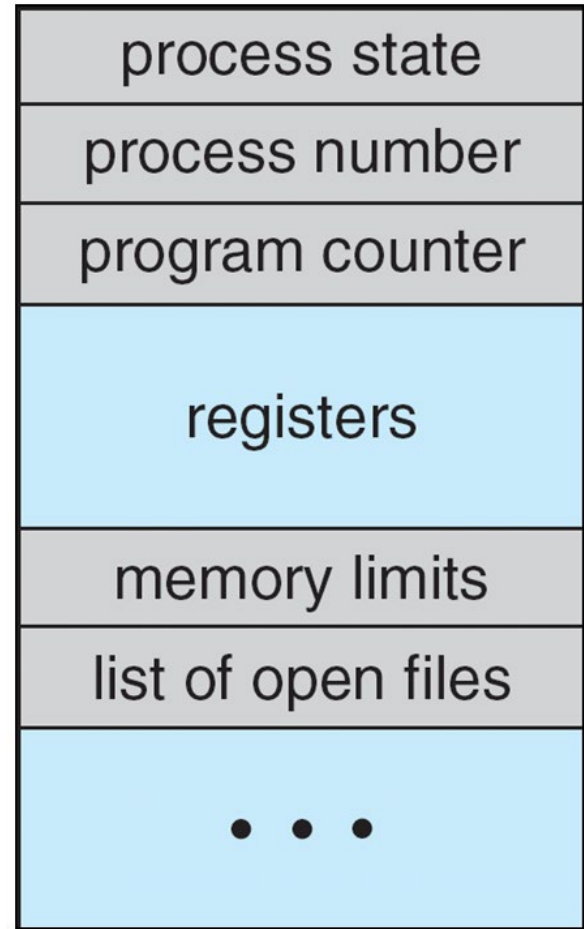 process state
process number
program counter
registers
memory limits
list of open files
• • •